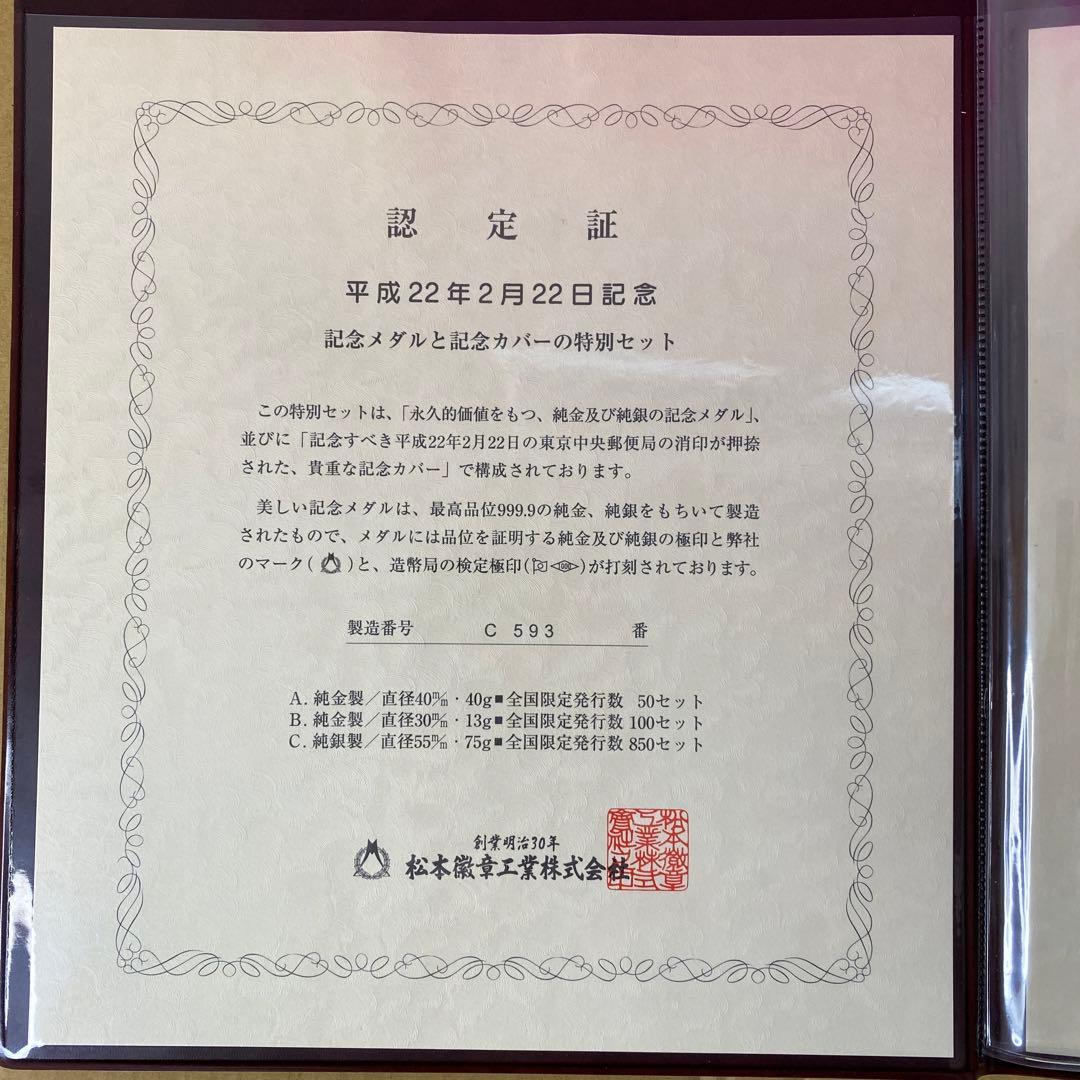 認定証
平成22年2月22日記念
記念メダルと記念カバーの特別セット
この特別セットは、「永久的価値をもつ、純金及び純銀の記念メダル」、
並びに「記念すべき平成22年2月22日の東京中央郵便局の消印が押捺
された、貴重な記念カバー」で構成されております。
美しい記念メダルは、最高品位999.9の純金、純銀をもちいて製造
されたもので、メダルには品位を証明する純金及び純銀の極印と弊社
のマーク( )と、造幣局の検定極印( )が打刻されております。
製造番号 C 593 番
A. 純金製／直径40㍉・40g■全国限定発行数 50セット
B. 純金製／直径30㍉・13g■全国限定発行数 100セット
C. 純銀製／直径55㍉・75g■全国限定発行数 850セット
創業明治30年
松本徽章工業株式会社